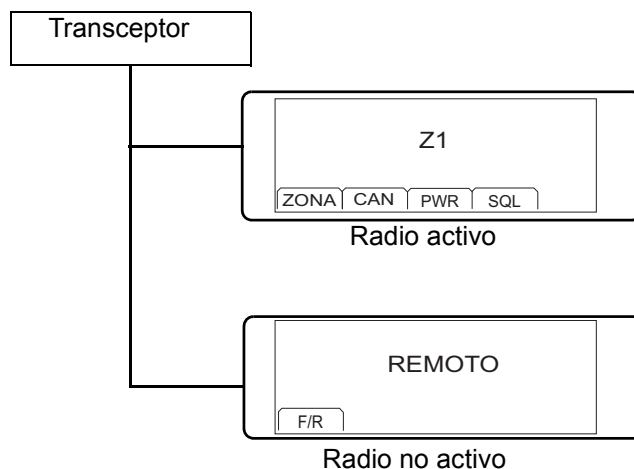 Transceptor
Z1
ZONA CAN PWR SQL
Radio activo
REMOTO
F/R
Radio no activo